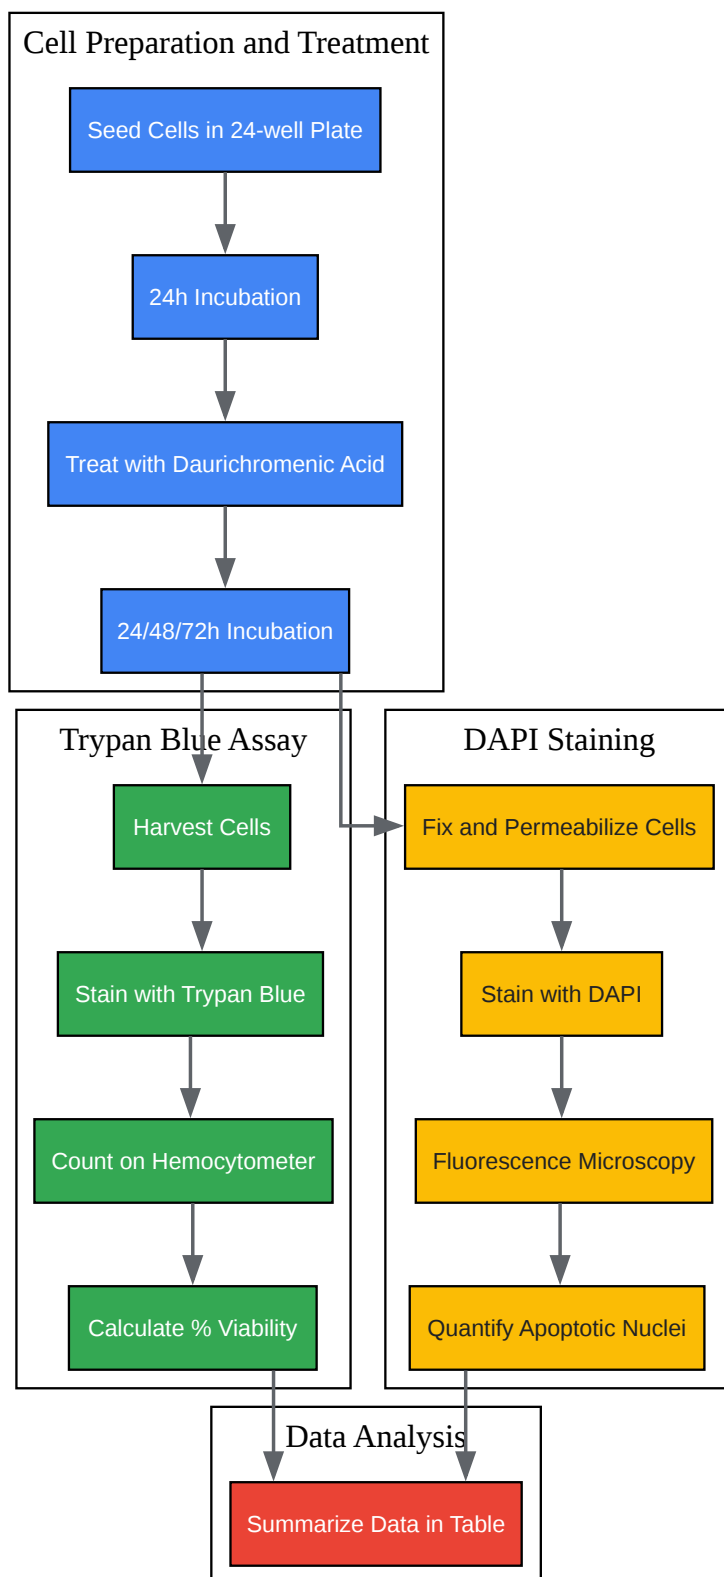 Cell Preparation and Treatment
Seed Cells in 24-well Plate
24h Incubation
Treat with Daurichromenic Acid
24/48/72h Incubation
Trypan Blue Assay
Harvest Cells
Stain with Trypan Blue
Count on Hemocytometer
Calculate % Viability
DAPI Staining
Fix and Permeabilize Cells
Stain with DAPI
Fluorescence Microscopy
Quantify Apoptotic Nuclei
Data Analysis
Summarize Data in Table